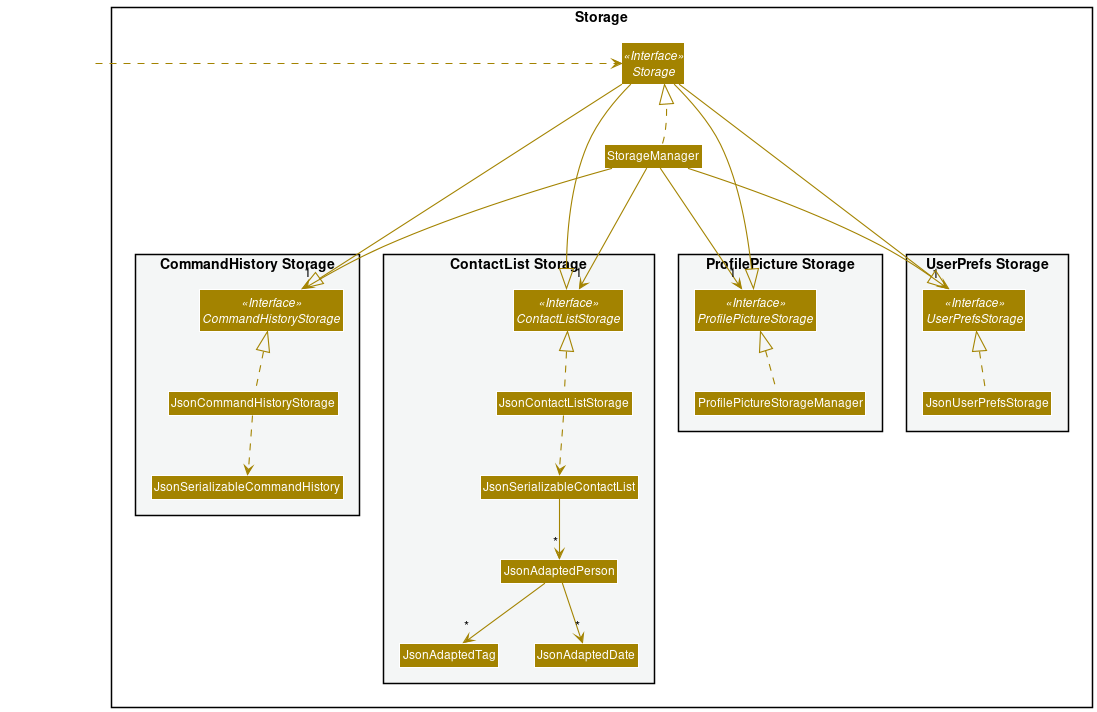 Storage
«Interface»
Storage
StorageManager
CommandHistory Storage
1
«Interface»
CommandHistoryStorage
JsonCommandHistoryStorage
JsonSerializableCommandHistory
ContactList Storage
1
«Interface»
ContactListStorage
JsonContactListStorage
JsonSerializableContactList
*
JsonAdaptedPerson
*
*
JsonAdaptedTag
JsonAdaptedDate
ProfilePicture Storage
1
«Interface»
ProfilePictureStorage
ProfilePictureStorageManager
UserPrefs Storage
1
«Interface»
UserPrefsStorage
JsonUserPrefsStorage